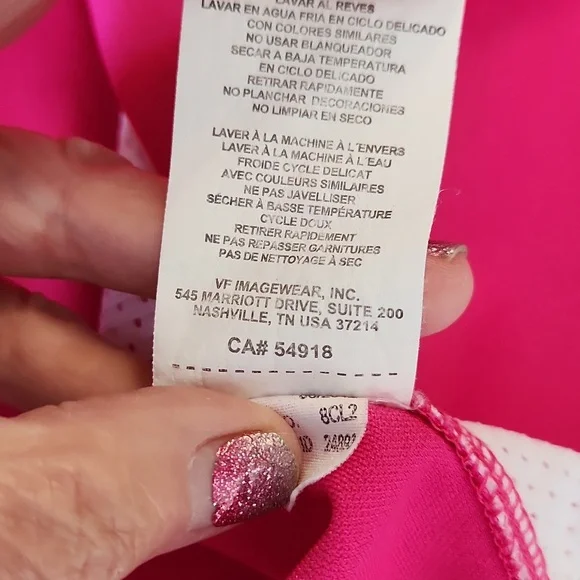 LAVAR AL REVES
LAVAR EN AGUA FRIA EN CICLO DELICADO
CON COLORES SIMILARES
NO USAR BLANQUEADOR
SECAR A BAJA TEMPERATURA
EN CICLO DELICADO
RETIRAR RAPIDAMENTE
NO PLANCHAR DECORACIONES
NO LIMPIAR EN SECO
LAVER À LA MACHINE À L'ENVERS
LAVER À LA MACHINE À L'EAU
FROIDE CYCLE DELICAT
AVEC COULEURS SIMILAIRES
NE PAS JAVELLISER
SÉCHER À BASSE TEMPÉRATURE
CYCLE DOUX
RETIRER RAPIDEMENT
NE PAS REPASSER GARNITURES
PAS DE NETTOYAGE À SEC
VF IMAGEWEAR, INC.
545 MARRIOTT DRIVE, SUITE 200
NASHVILLE, TN USA 37214
CA# 54918
8CL2